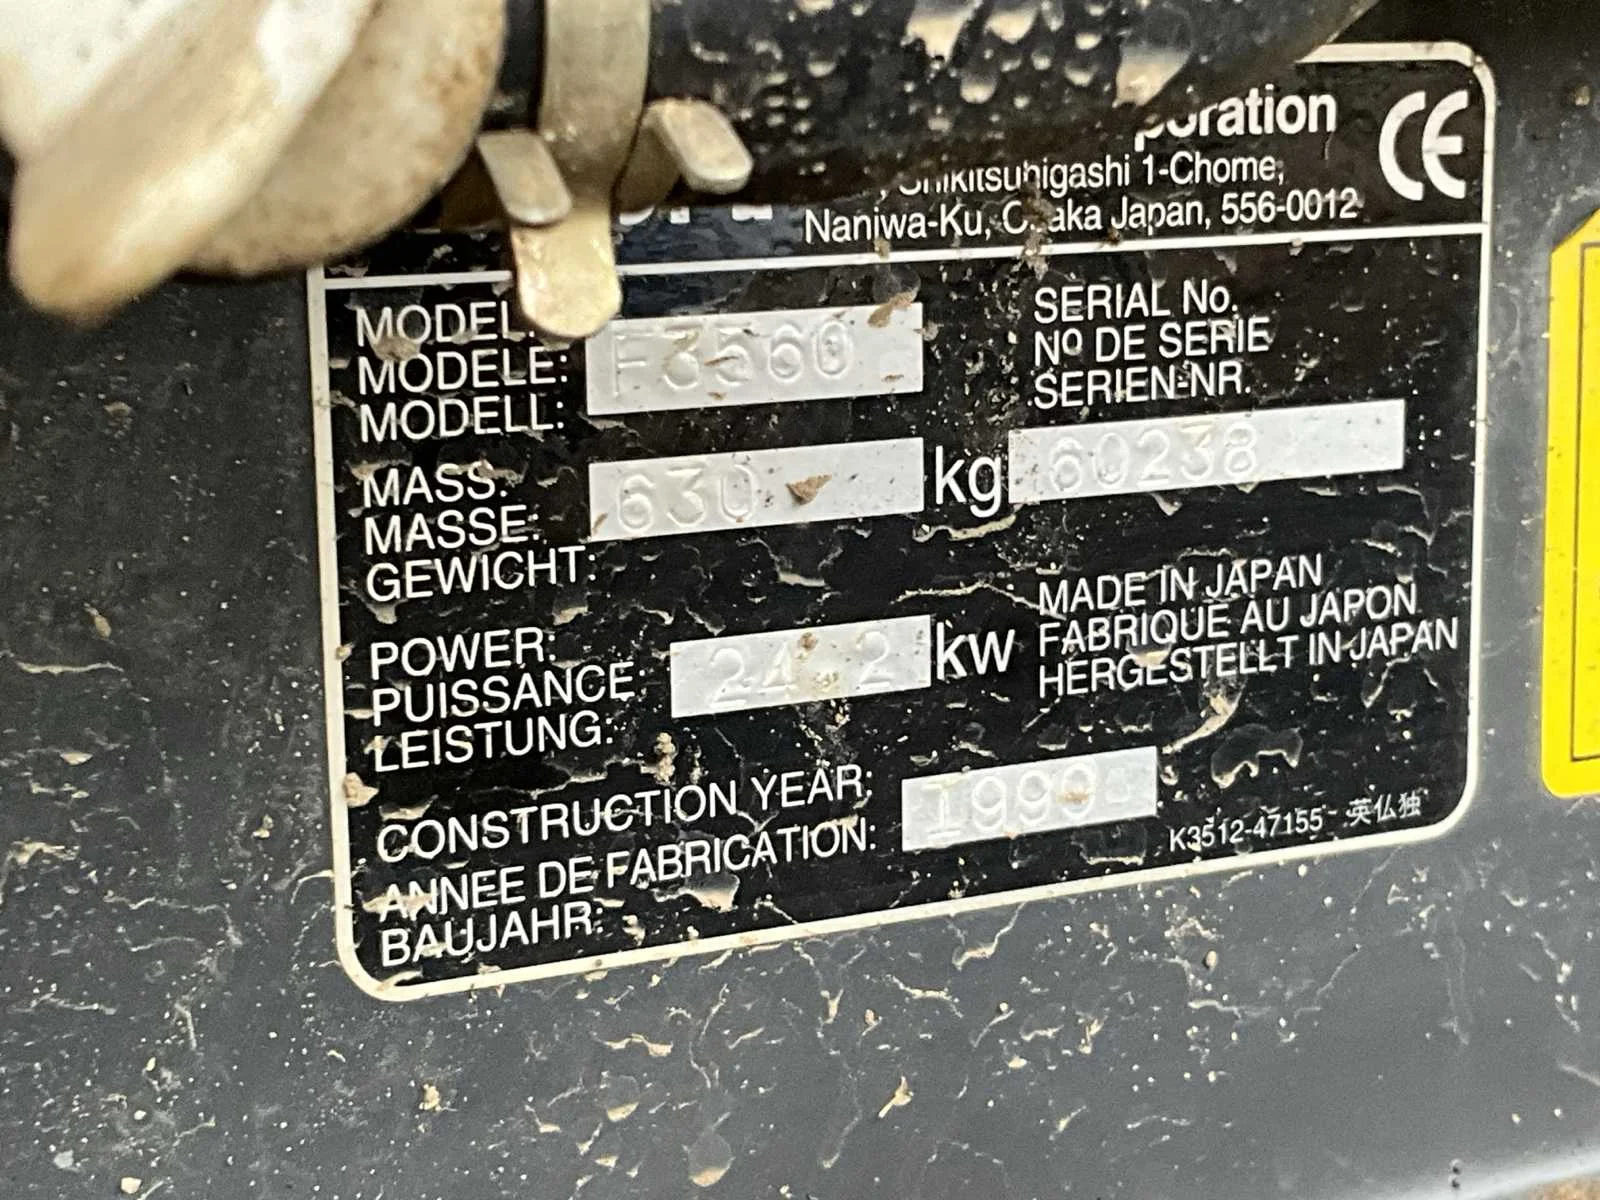 poration CE
Shikitsuhigashi 1-Chome,
Naniwa-Ku, Osaka Japan, 556-0012
MODEL:
MODELE: F3560
MODELL:
SERIAL No.
Nº DE SERIE
SERIEN-NR.
60238
MASS:
MASSE: 630 kg
GEWICHT:
POWER:
PUISSANCE: 24.2 kw
LEISTUNG:
MADE IN JAPAN
FABRIQUÉ AU JAPON
HERGESTELLT IN JAPAN
CONSTRUCTION YEAR: 1999
ANNEE DE FABRICATION:
BAUJAHR:
K3512-47155 英仏独